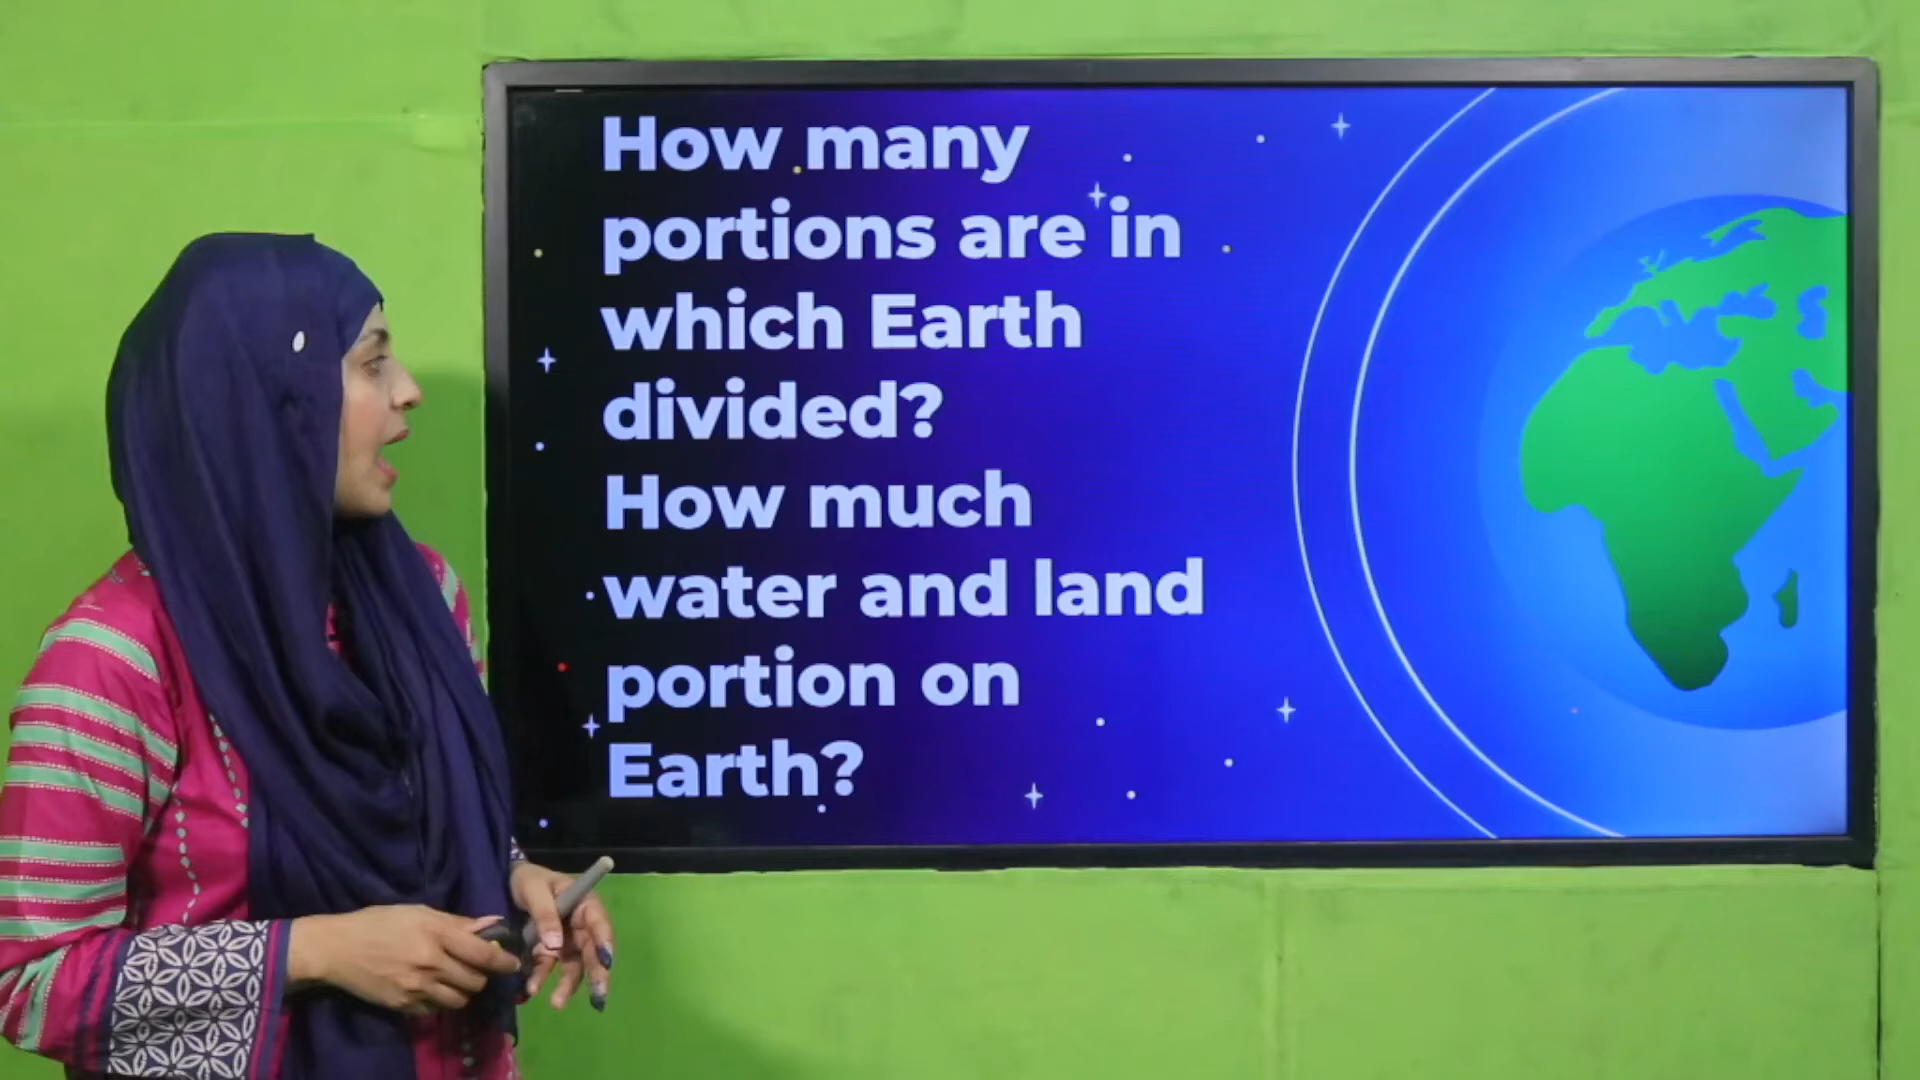 How many
portions are in
which Earth
divided?
How much
water and land
portion on
Earth?